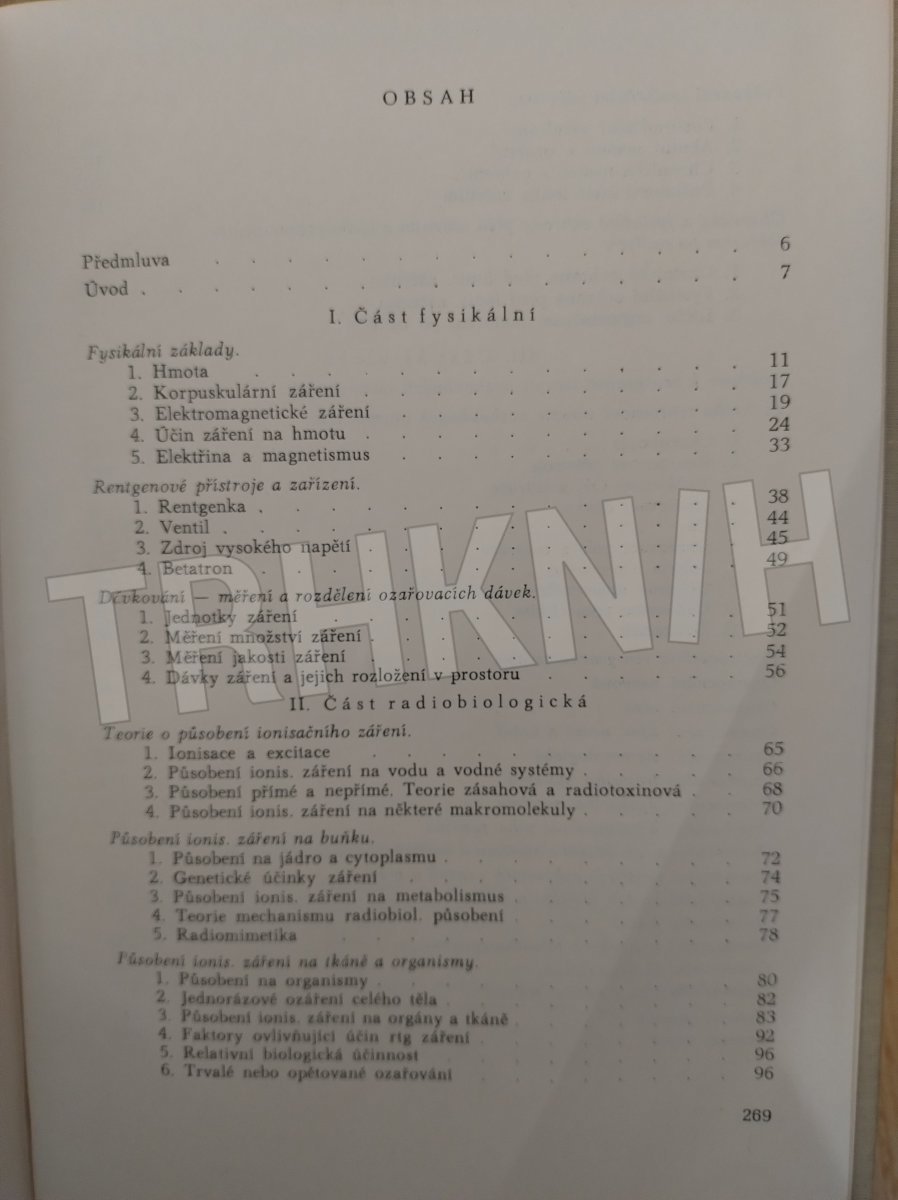 OBSAH
Předmluva . . . . . . . . . . . . . . . 6
Úvod . . . . . . . . . . . . . . . . . 7
I. Část fysikální
Fysikální základy.
1. Hmota . . . . . . . . . . . . . . 11
2. Korpuskulární záření . . . . . . . . . . . 17
3. Elektromagnetické záření . . . . . . . . . . 19
4. Účin záření na hmotu . . . . . . . . . . . 24
5. Elektřina a magnetismus . . . . . . . . . . 33
Rentgenové přístroje a zařízení.
1. Rentgenka . . . . . . . . . . . . . . 38
2. Ventil . . . . . . . . . . . . . . . 44
3. Zdroj vysokého napětí . . . . . . . . . . . 45
4. Betatron . . . . . . . . . . . . . . 49
Dávkování — měření a rozdělení ozařovacích dávek.
1. Jednotky záření . . . . . . . . . . . . 51
2. Měření množství záření . . . . . . . . . . . 52
3. Měření jakosti záření . . . . . . . . . . . 54
4. Dávky záření a jejich rozložení v prostoru . . . . . . 56
II. Část radiobiologická
Teorie o působení ionisačního záření.
1. Ionisace a excitace . . . . . . . . . . . 65
2. Působení ionis. záření na vodu a vodné systémy . . . . . 66
3. Působení přímé a nepřímé. Teorie zásahová a radiotoxinová . . 68
4. Působení ionis. záření na některé makromolekuly . . . . . 70
Působení ionis. záření na buňku.
1. Působení na jádro a cytoplasmu . . . . . . . . . 72
2. Genetické účinky záření . . . . . . . . . . 74
3. Působení ionis. záření na metabolismus . . . . . . . 75
4. Teorie mechanismu radiobiol. působení . . . . . . . 77
5. Radiomimetika . . . . . . . . . . . . 78
Působení ionis. záření na tkáně a organismy.
1. Působení na organismy . . . . . . . . . . . 80
2. Jednorázové ozáření celého těla . . . . . . . . . 82
3. Působení ionis. záření na orgány a tkáně . . . . . . . 83
4. Faktory ovlivňující účin rtg záření . . . . . . . . 92
5. Relativní biologická účinnost . . . . . . . . . 96
6. Trvalé nebo opětované ozařování . . . . . . . . 96
269
TRHKNIH